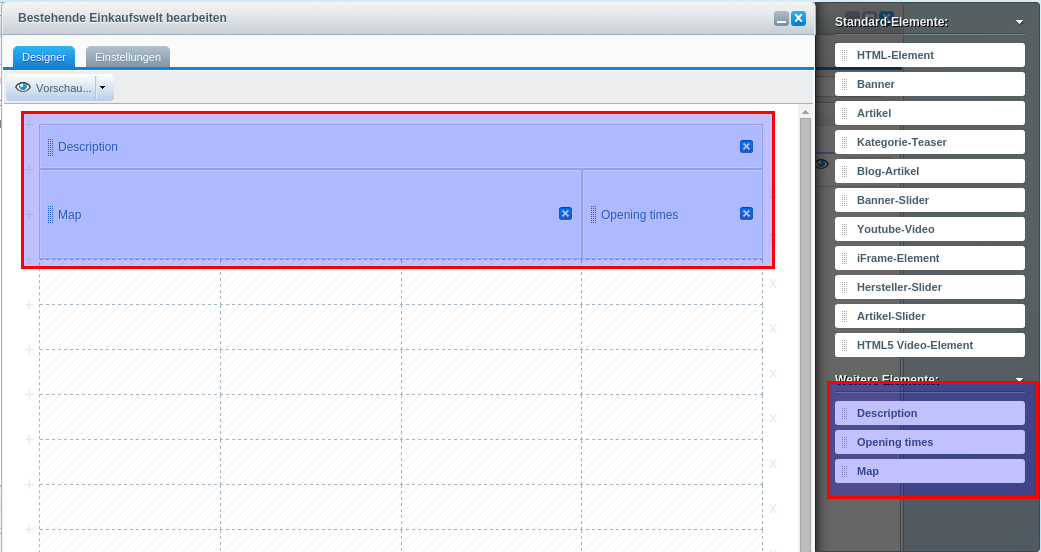 Bestehende Einkaufswelt bearbeiten
Designer
Einstellungen
Vorschau...
Description
Map
Opening times
Standard-Elemente:
HTML-Element
Banner
Artikel
Kategorie-Teaser
Blog-Artikel
Banner-Slider
Youtube-Video
iFrame-Element
Hersteller-Slider
Artikel-Slider
HTML5 Video-Element
Weitere Elemente:
Description
Opening times
Map